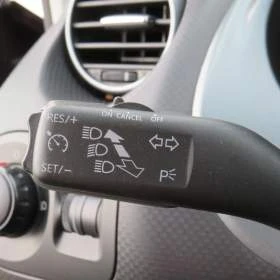 ON CANCEL OFF
RES/+
SET/-
P